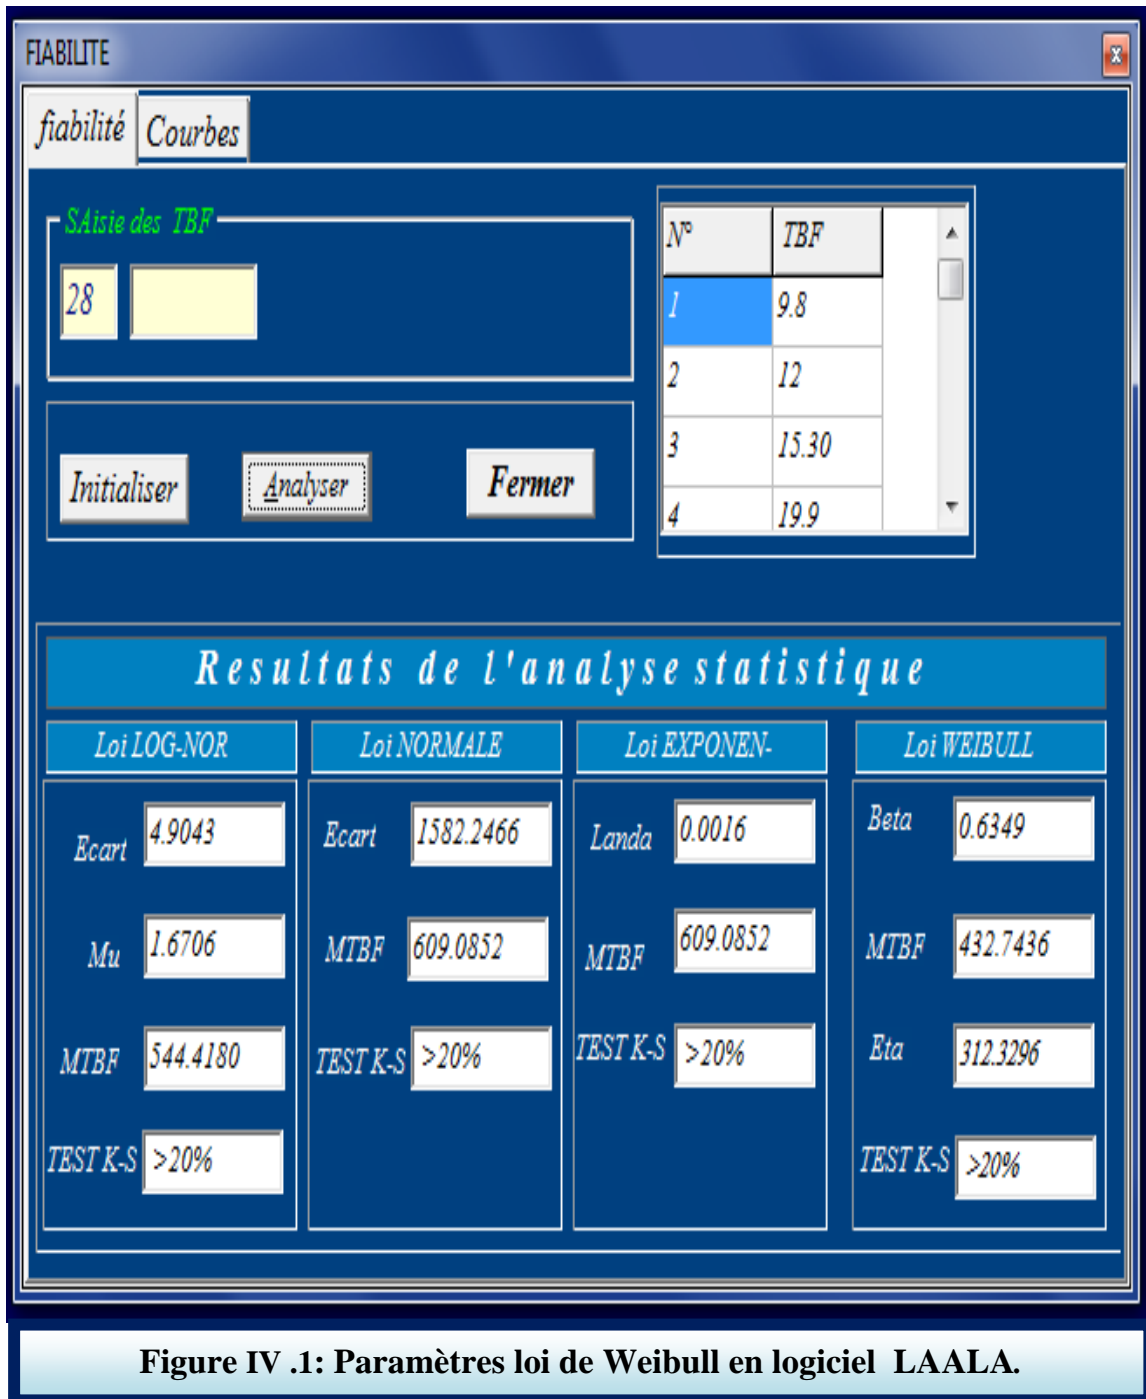 FIABILITE
fiabilité Courbes
SAisie des TBF
28
N° TBF
1 9.8
2 12
3 15.30
4 19.9
Initialiser Analyser Fermer
Resultats de l'analyse statistique
Loi LOG-NOR
Ecart 4.9043
Mu 1.6706
MTBF 544.4180
TEST K-S >20%
Loi NORMALE
Ecart 1582.2466
MTBF 609.0852
TEST K-S >20%
Loi EXPONEN-
Landa 0.0016
MTBF 609.0852
TEST K-S >20%
Loi WEIBULL
Beta 0.6349
MTBF 432.7436
Eta 312.3296
TEST K-S >20%
Figure IV .1: Paramètres loi de Weibull en logiciel LAALA.